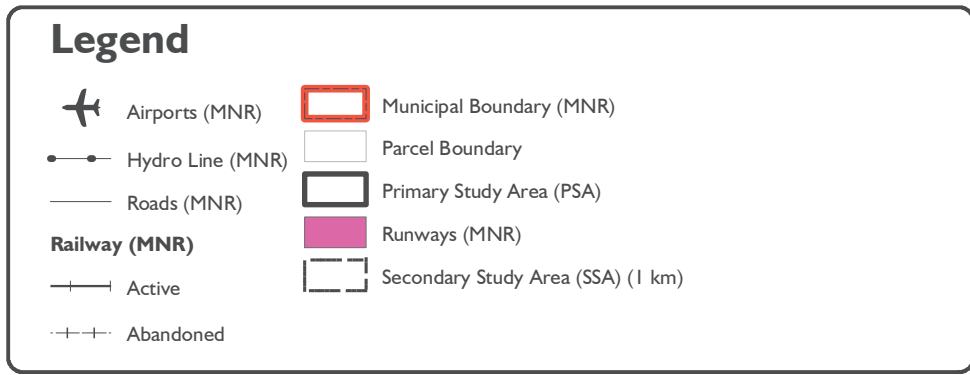 Legend
Airports (MNR)
Hydro Line (MNR)
Roads (MNR)
Railway (MNR)
Active
Abandoned
Municipal Boundary (MNR)
Parcel Boundary
Primary Study Area (PSA)
Runways (MNR)
Secondary Study Area (SSA) (1 km)